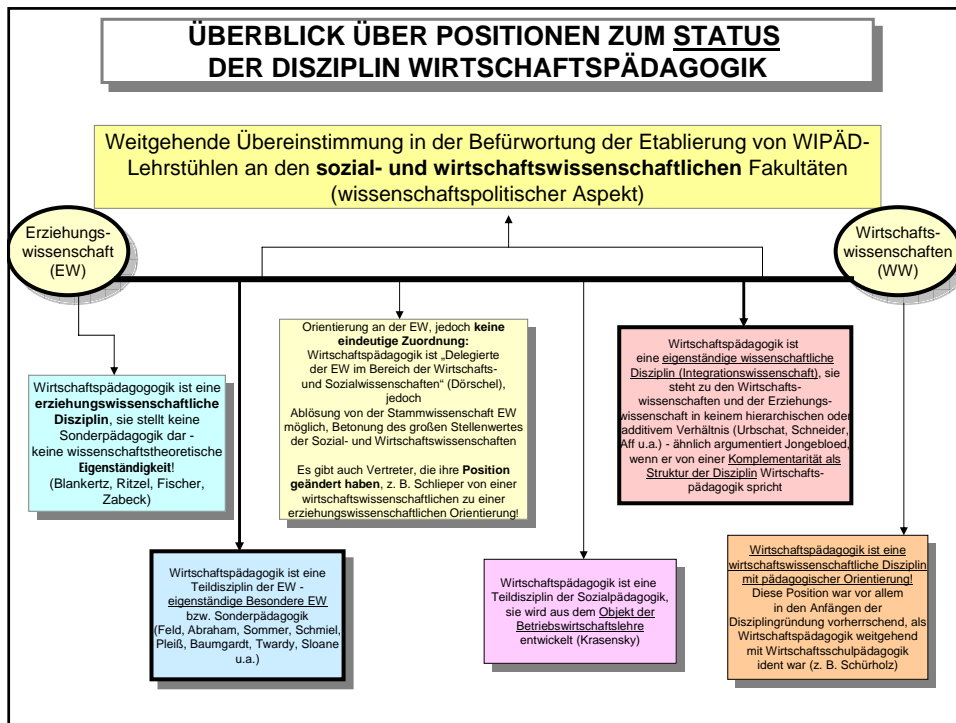 ÜBERBLICK ÜBER POSITIONEN ZUM STATUS
DER DISZIPLIN WIRTSCHAFTSPÄDAGOGIK
Weitgehende Übereinstimmung in der Befürwortung der Etablierung von WIPÄD-
Lehrstühlen an den sozial- und wirtschaftswissenschaftlichen Fakultäten
(wissenschaftspolitischer Aspekt)
Erziehungs-
wissenschaft
(EW)
Wirtschafts-
wissenschaften
(WW)
Wirtschaftspädagogogik ist eine
erziehungswissenschaftliche
Disziplin, sie stellt keine
Sonderpädagogik dar -
keine wissenschaftstheoretische
Eigenständigkeit!
(Blankertz, Ritzel, Fischer,
Zabeck)
Orientierung an der EW, jedoch keine
eindeutige Zuordnung:
Wirtschaftspädagogik ist „Delegierte
der EW im Bereich der Wirtschafts-
und Sozialwissenschaften“ (Dörschel),
jedoch
Ablösung von der Stammwissenschaft EW
möglich, Betonung des großen Stellenwertes
der Sozial- und Wirtschaftswissenschaften
Es gibt auch Vertreter, die ihre Position
geändert haben, z. B. Schlieper von einer
wirtschaftswissenschaftlichen zu einer
erziehungswissenschaftlichen Orientierung!
Wirtschaftspädagogik ist
eine eigenständige wissenschaftliche
Disziplin (Integrationswissenschaft), sie
steht zu den Wirtschafts-
wissenschaften und der Erziehungs-
wissenschaft in keinem hierarchischen oder
additivem Verhältnis (Urbschat, Schneider,
Aff u.a.) - ähnlich argumentiert Jongebloed,
wenn er von einer Komplementarität als
Struktur der Disziplin Wirtschafts-
pädagogik spricht
Wirtschaftspädagogik ist eine
Teildisziplin der EW -
eigenständige Besondere EW
bzw. Sonderpädagogik
(Feld, Abraham, Sommer, Schmiel,
Pleiß, Baumgardt, Twardy, Sloane
u.a.)
Wirtschaftspädagogik ist eine
Teildisziplin der Sozialpädagogik,
sie wird aus dem Objekt der
Betriebswirtschaftslehre
entwickelt (Krasensky)
Wirtschaftspädagogik ist eine
wirtschaftswissenschaftliche Disziplin
mit pädagogischer Orientierung!
Diese Position war vor allem
in den Anfängen der
Disziplingründung vorherrschend, als
Wirtschaftspädagogik weitgehend
mit Wirtschaftsschulpädagogik
ident war (z. B. Schürholz)